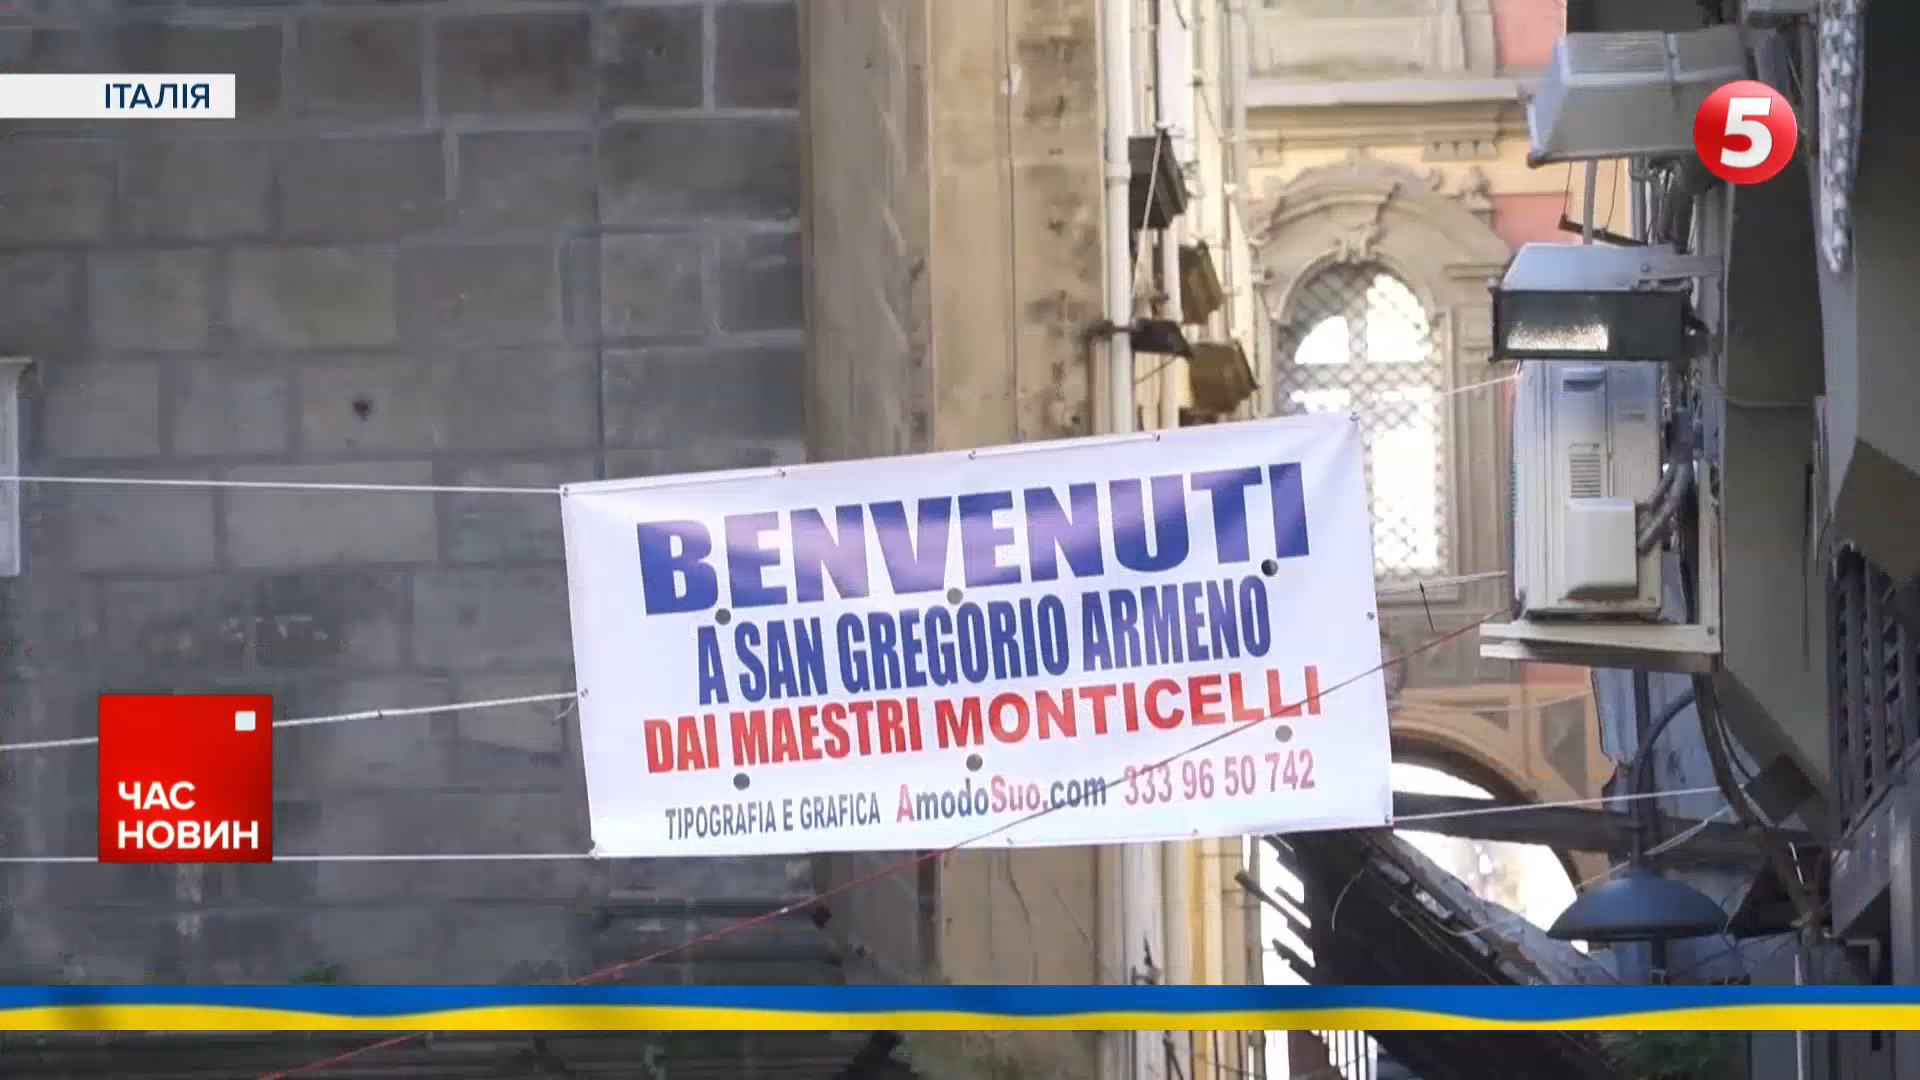 ІТАЛІЯ
5
BENVENUTI
A SAN GREGORIO ARMENO
DAI MAESTRI MONTICELLI
TIPOGRAFIA E GRAFICA AmodoSuo.com 333 96 50 742
ЧАС
НОВИН